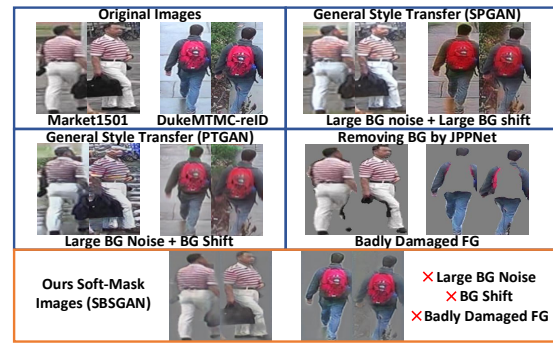 Original Images
Market1501 DukeMTMC-reID
General Style Transfer (SPGAN)
Large BG noise + Large BG shift
General Style Transfer (PTGAN)
Large BG Noise + BG Shift
Removing BG by JPPNet
Badly Damaged FG
Ours Soft-Mask
Images (SBSGAN)
× Large BG Noise
× BG Shift
× Badly Damaged FG